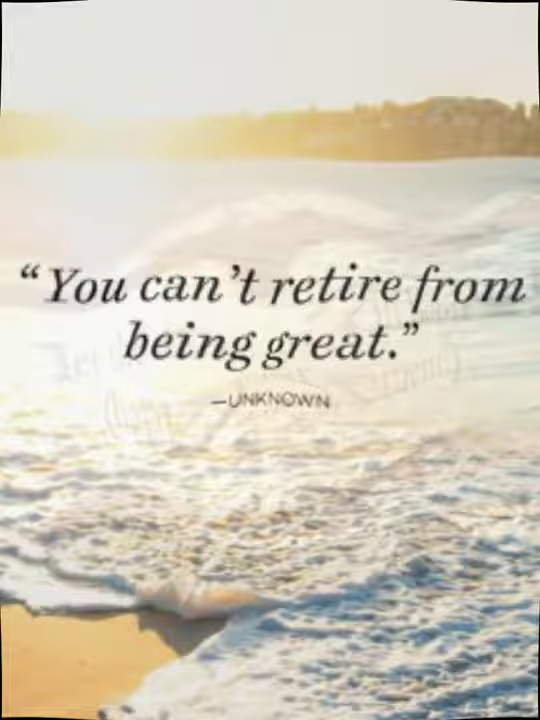 “You can’t retire from
being great.”
—UNKNOWN